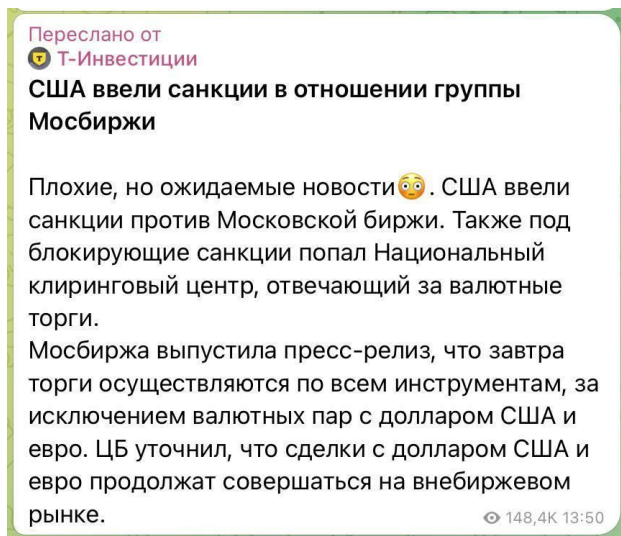 Переслано от
Т-Инвестиции
США ввели санкции в отношении группы
Мосбиржи
Плохие, но ожидаемые новости😳. США ввели
санкции против Московской биржи. Также под
блокирующие санкции попал Национальный
клиринговый центр, отвечающий за валютные
торги.
Мосбиржа выпустила пресс-релиз, что завтра
торги осуществляются по всем инструментам, за
исключением валютных пар с долларом США и
евро. ЦБ уточнил, что сделки с долларом США и
евро продолжат совершаться на внебиржевом
рынке.
148,4K 13:50